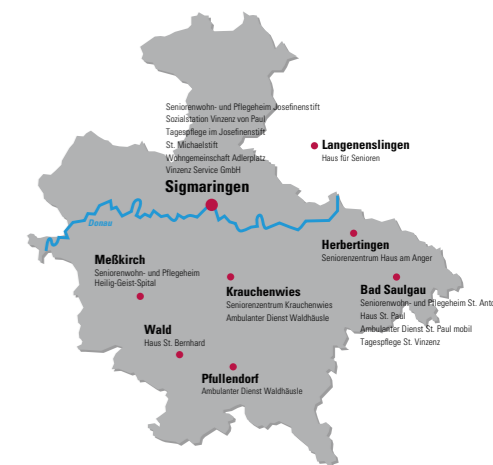 Seniorenwohn- und Pflegeheim Josefinenstift
Sozialstation Vinzenz von Paul
Tagespflege im Josefinenstift
St. Michaelstift
Wohngemeinschaft Adlerplatz
Vinzenz Service GmbH
Sigmaringen
Langenenslingen
Haus für Senioren
Donau
Herbertingen
Seniorenzentrum Haus am Anger
Meßkirch
Seniorenwohn- und Pflegeheim
Heilig-Geist-Spital
Krauchenwies
Seniorenzentrum Krauchenwies
Ambulanter Dienst Waldhäusle
Bad Saulgau
Seniorenwohn- und Pflegeheim St. Anto
Haus St. Paul
Ambulanter Dienst St. Paul mobil
Tagespflege St. Vinzenz
Wald
Haus St. Bernhard
Pfullendorf
Ambulanter Dienst Waldhäusle